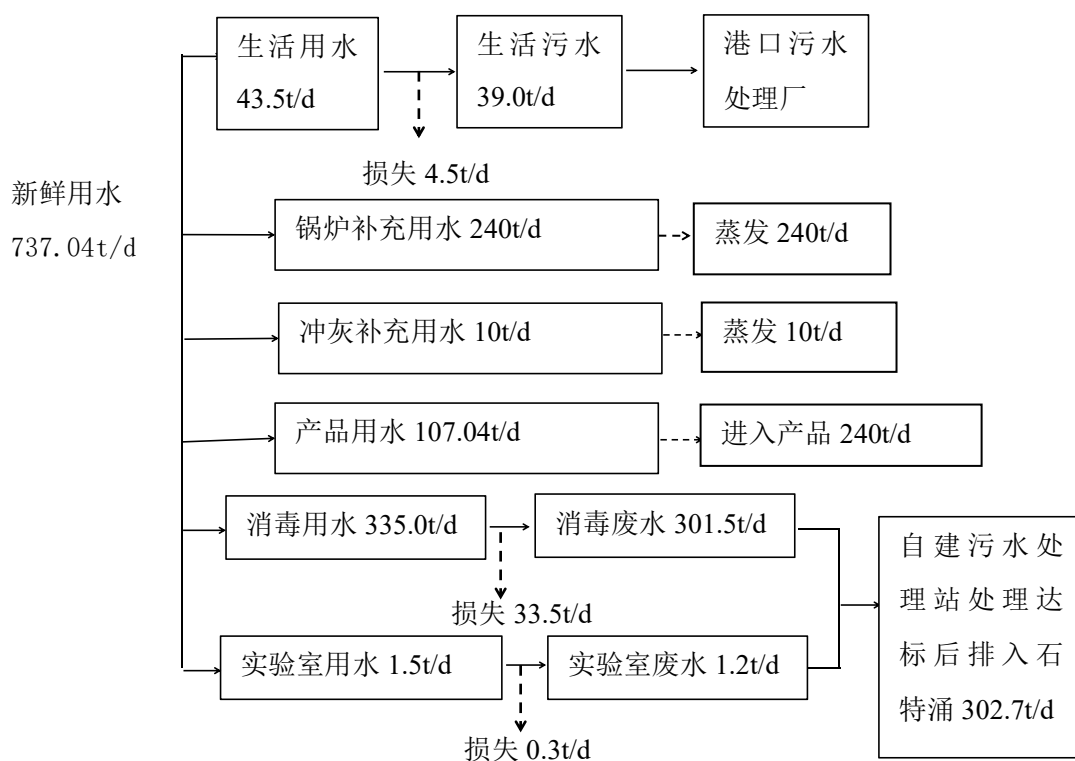 生活用水
43.5t/d
生活污水
39.0t/d
港口污水
处理厂
损失 4.5t/d
新鲜用水
737.04t/d
锅炉补充用水 240t/d
蒸发 240t/d
冲灰补充用水 10t/d
蒸发 10t/d
产品用水 107.04t/d
进入产品 240t/d
消毒用水 335.0t/d
消毒废水 301.5t/d
损失 33.5t/d
实验室用水 1.5t/d
实验室废水 1.2t/d
损失 0.3t/d
自建污水处
理站处理达
标后排入石
特涌 302.7t/d